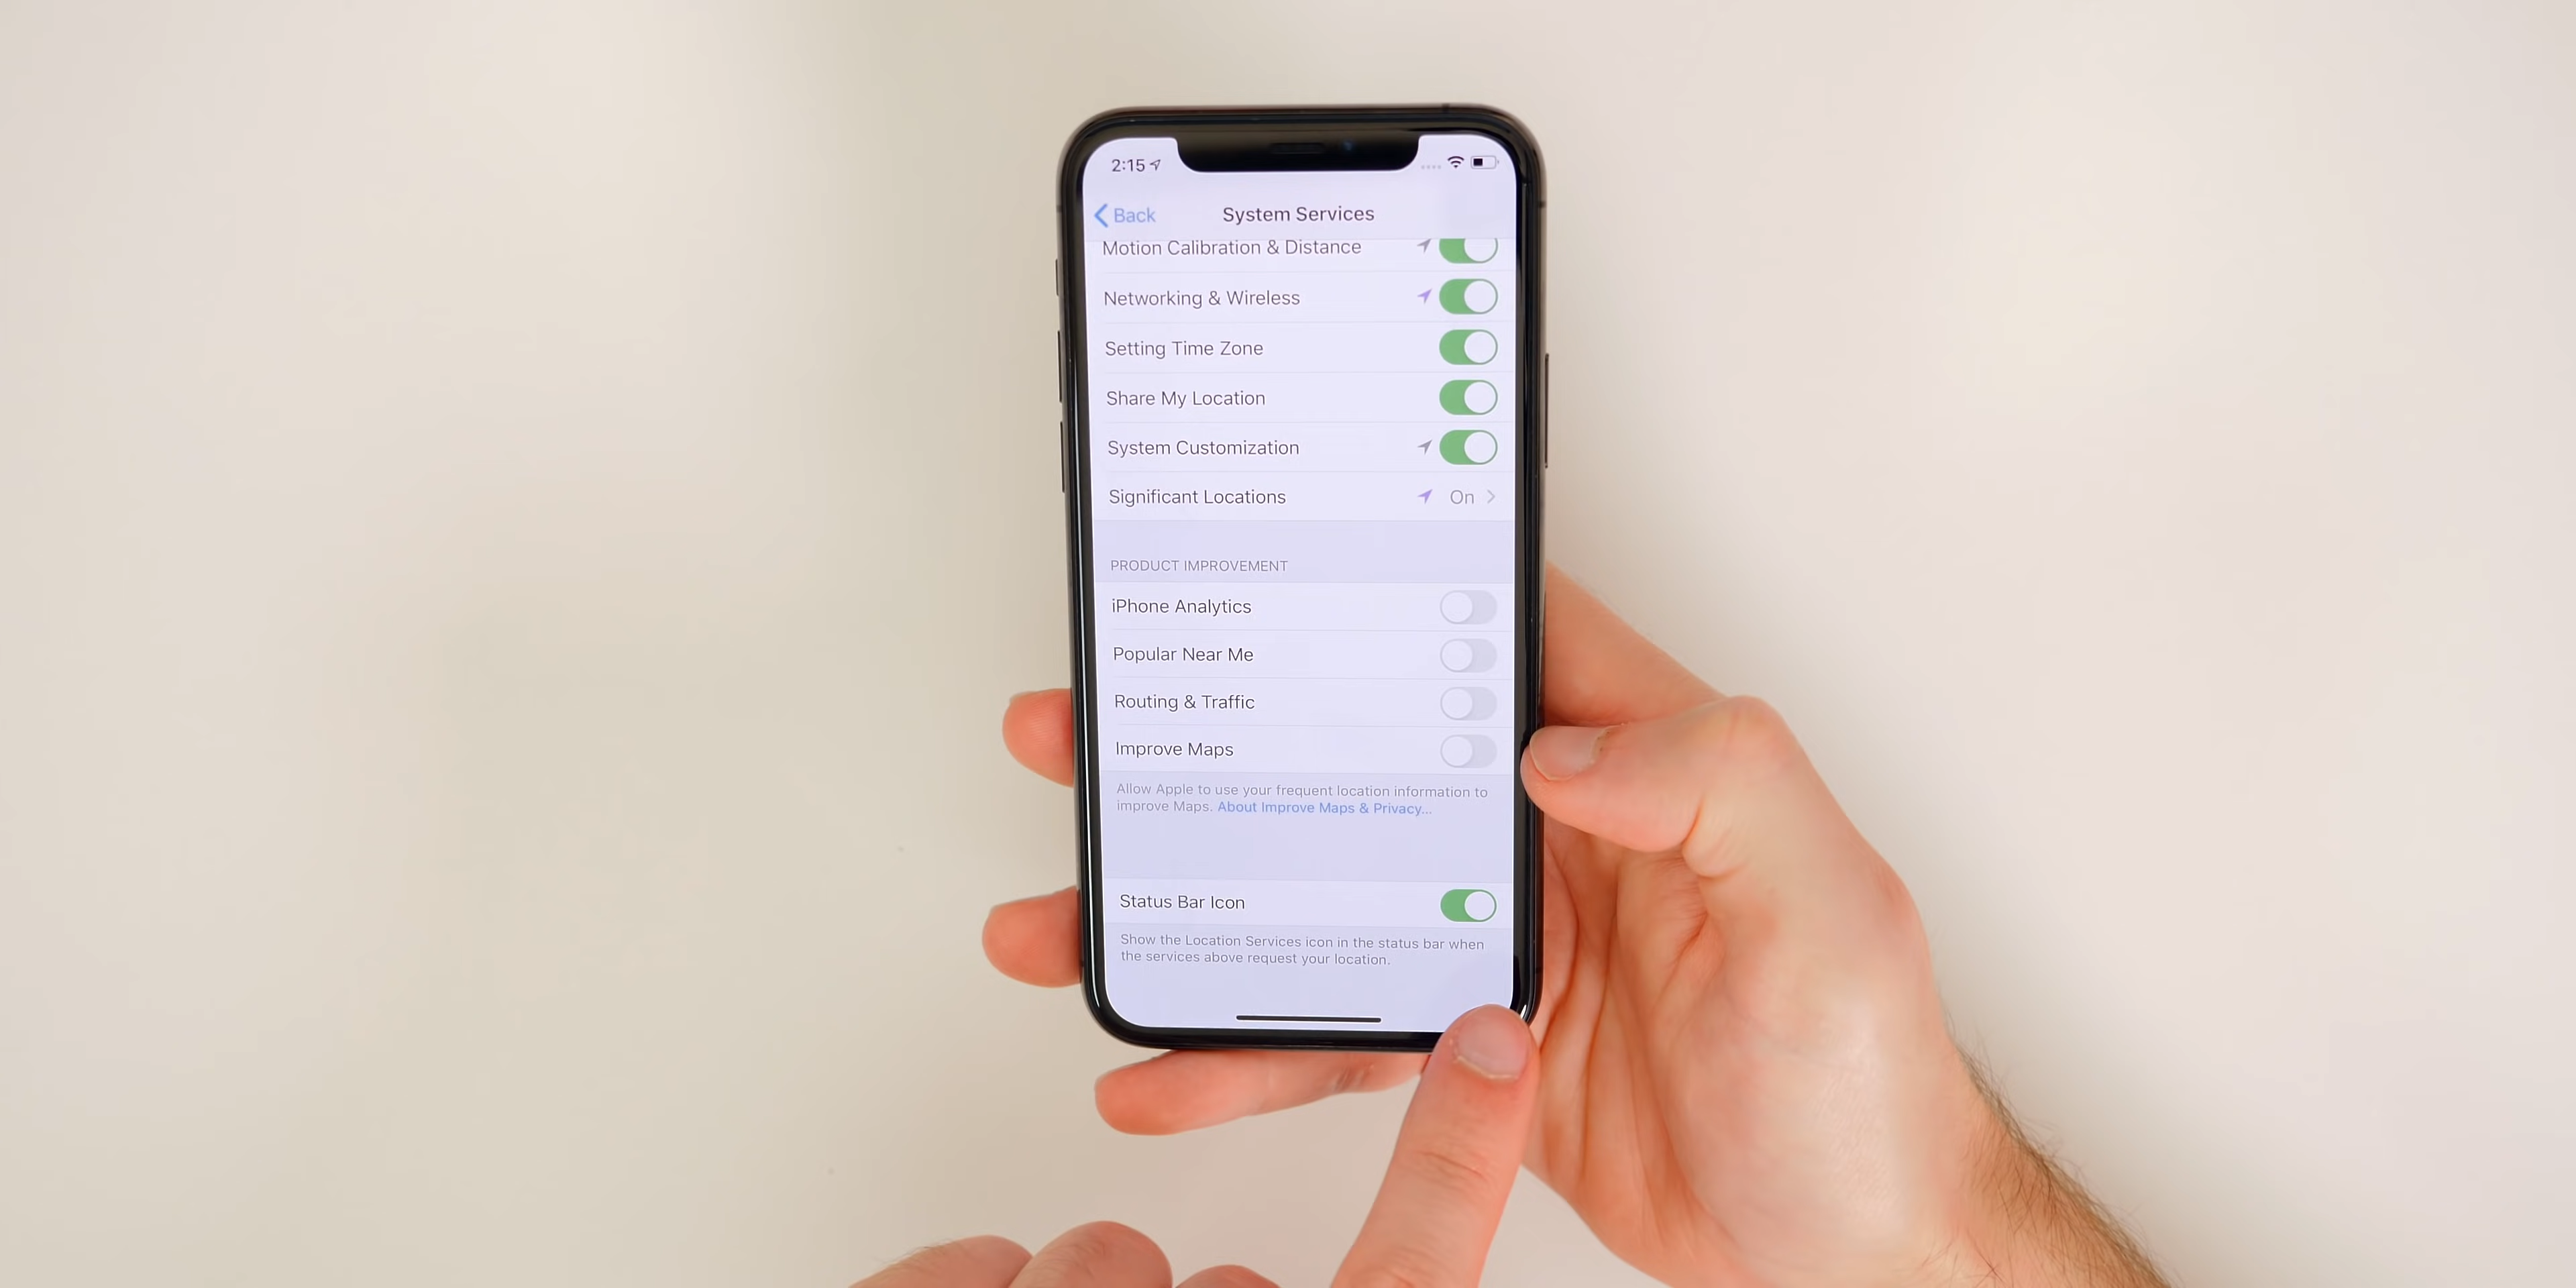 2:15
Back
System Services
Motion Calibration & Distance
Networking & Wireless
Setting Time Zone
Share My Location
System Customization
Significant Locations On
PRODUCT IMPROVEMENT
iPhone Analytics
Popular Near Me
Routing & Traffic
Improve Maps
Allow Apple to use your frequent location information to
improve Maps. About Improve Maps & Privacy...
Status Bar Icon
Show the Location Services icon in the status bar when
the services above request your location.